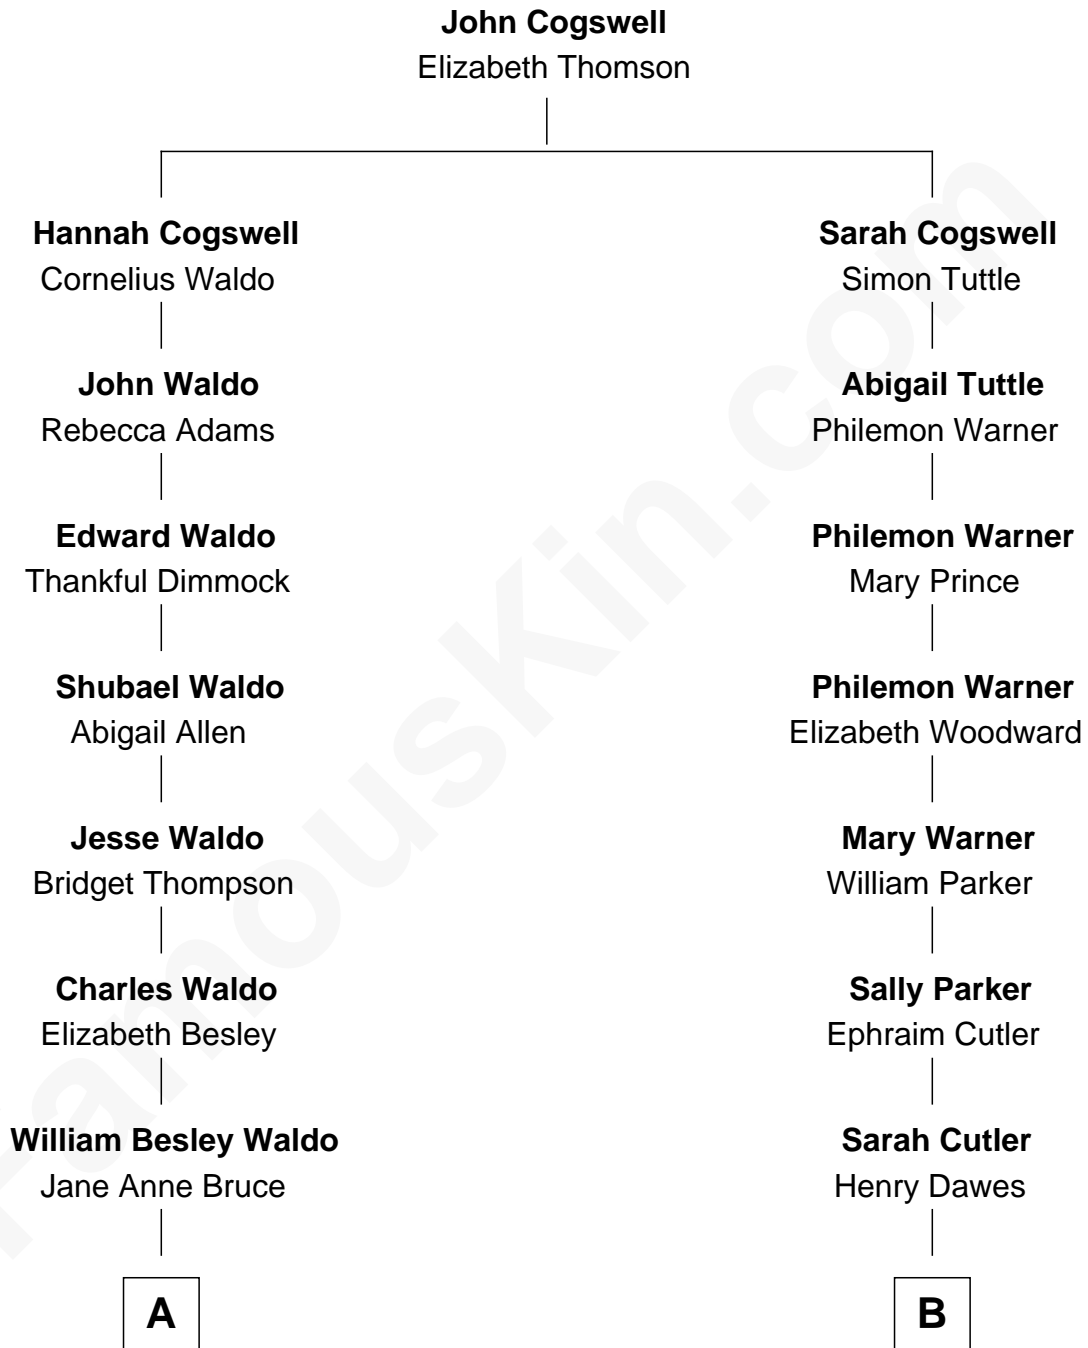 John Cogswell
Elizabeth Thomson
Hannah Cogswell
Cornelius Waldo
Sarah Cogswell
Simon Tuttle
John Waldo
Rebecca Adams
Abigail Tuttle
Philemon Warner
Edward Waldo
Thankful Dimmock
Philemon Warner
Mary Prince
Shubael Waldo
Abigail Allen
Philemon Warner
Elizabeth Woodward
Jesse Waldo
Bridget Thompson
Mary Warner
William Parker
Charles Waldo
Elizabeth Besley
Sally Parker
Ephraim Cutler
William Besley Waldo
Jane Anne Bruce
Sarah Cutler
Henry Dawes
A
B
FamousKin.com